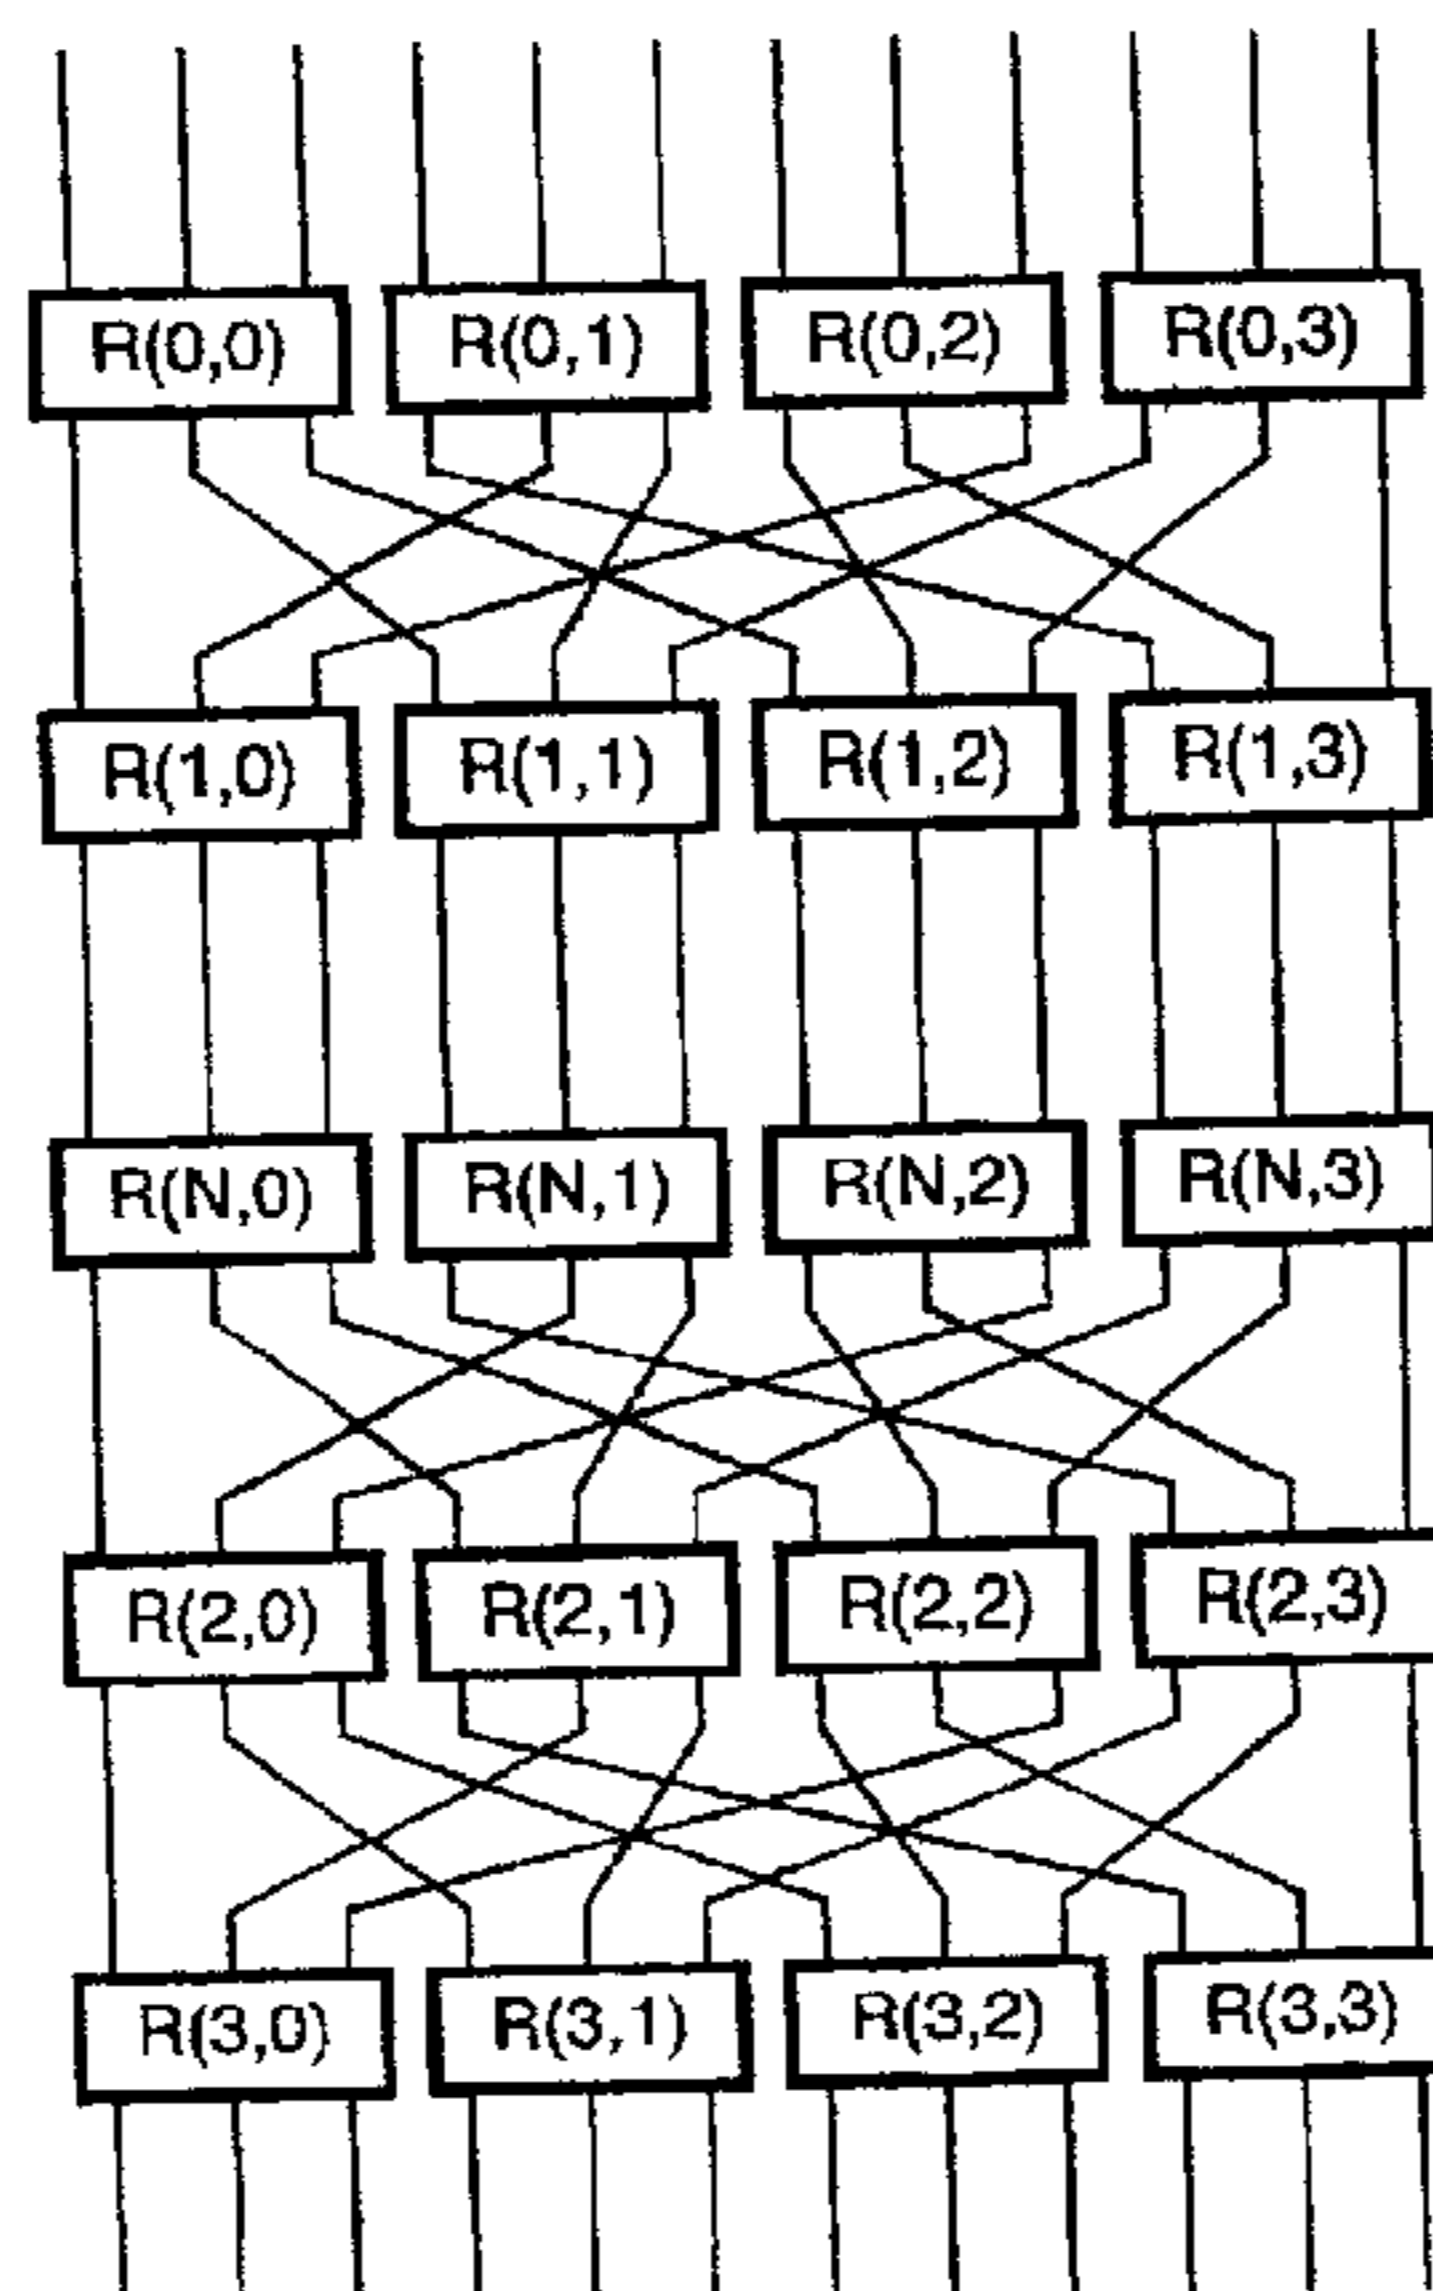 R(0,0) R(0,1) R(0,2) R(0,3)
R(1,0) R(1,1) R(1,2) R(1,3)
R(N,0) R(N,1) R(N,2) R(N,3)
R(2,0) R(2,1) R(2,2) R(2,3)
R(3,0) R(3,1) R(3,2) R(3,3)